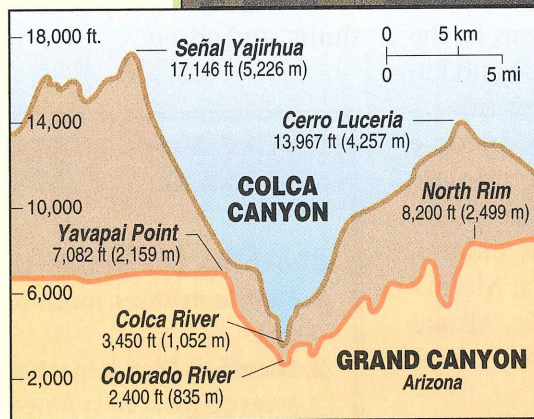 18,000 ft.
Señal Yajirhua
17,146 ft (5,226 m)
0 5 km
0 5 mi
14,000
Cerro Luceria
13,967 ft (4,257 m)
COLCA
CANYON
10,000
North Rim
8,200 ft (2,499 m)
Yavapai Point
7,082 ft (2,159 m)
6,000
Colca River
3,450 ft (1,052 m)
GRAND CANYON
Arizona
Colorado River
2,400 ft (835 m)
2,000